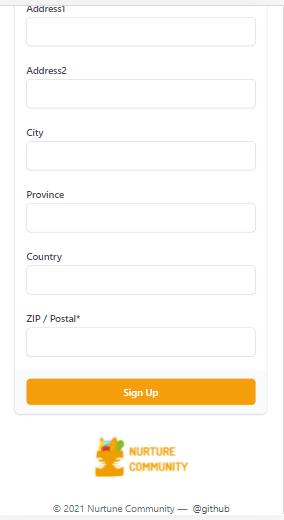 Address1
Address2
City
Province
Country
ZIP / Postal*
Sign Up
NURTURE
COMMUNITY
© 2021 Nurtune Community — @github